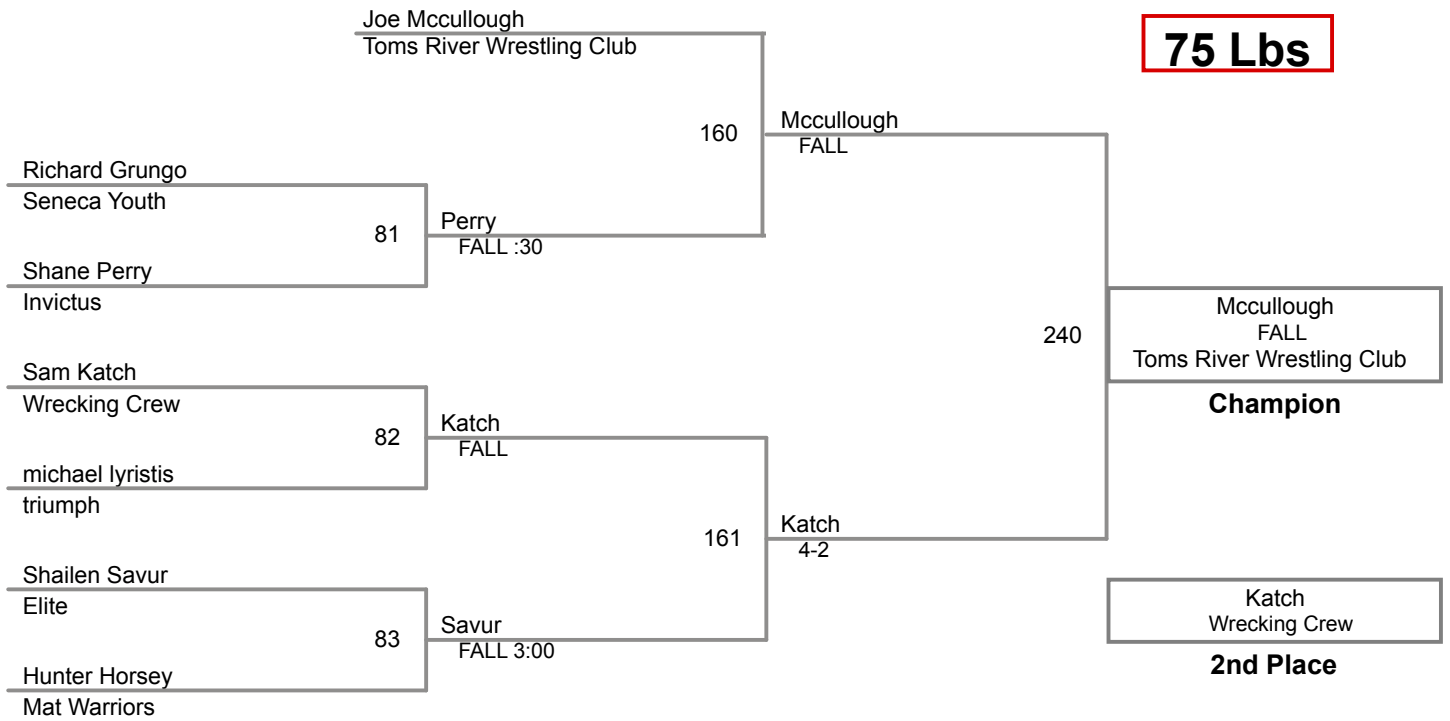 Joe Mccullough
Toms River Wrestling Club
75 Lbs
160
Mccullough
FALL
Richard Grungo
Seneca Youth
81
Perry
FALL :30
Shane Perry
Invictus
240
Mccullough
FALL
Toms River Wrestling Club
Champion
Sam Katch
Wrecking Crew
82
Katch
FALL
michael lyristis
triumph
161
Katch
4-2
Shailen Savur
Elite
83
Savur
FALL 3:00
Hunter Horsey
Mat Warriors
Katch
Wrecking Crew
2nd Place